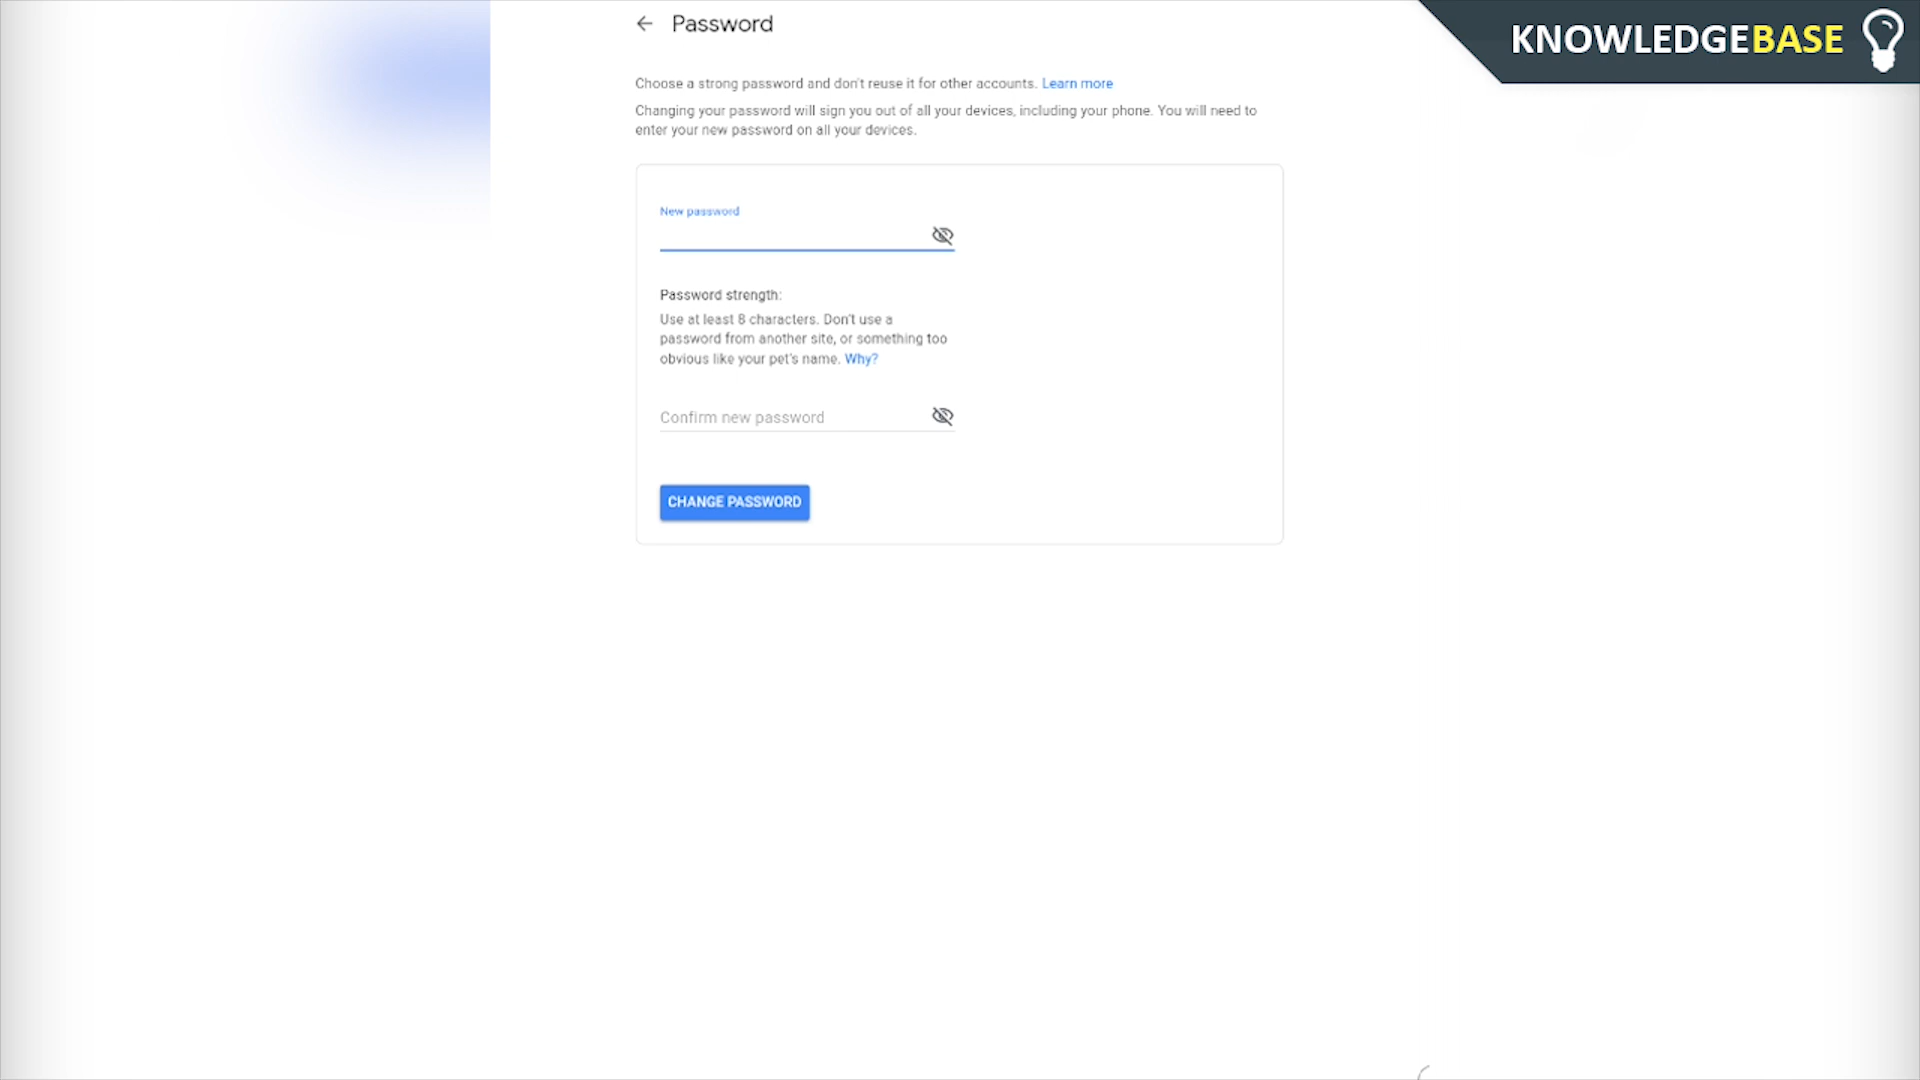 Password
KNOWLEDGEBASE
Choose a strong password and don't reuse it for other accounts. Learn more
Changing your password will sign you out of all your devices, including your phone. You will need to
enter your new password on all your devices.
New password
Password strength:
Use at least 8 characters. Don't use a
password from another site, or something too
obvious like your pet's name. Why?
Confirm new password
CHANGE PASSWORD